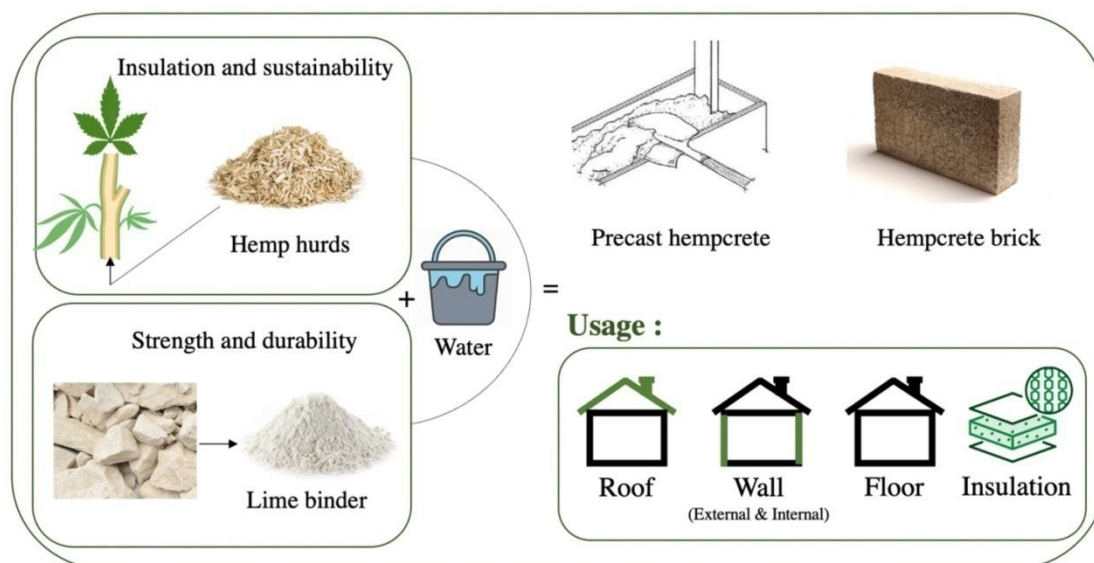 Insulation and sustainability
Hemp hurds
Strength and durability
Lime binder
+
Water
=
Precast hempcrete
Hempcrete brick
Usage :
Roof
Wall
(External & Internal)
Floor
Insulation